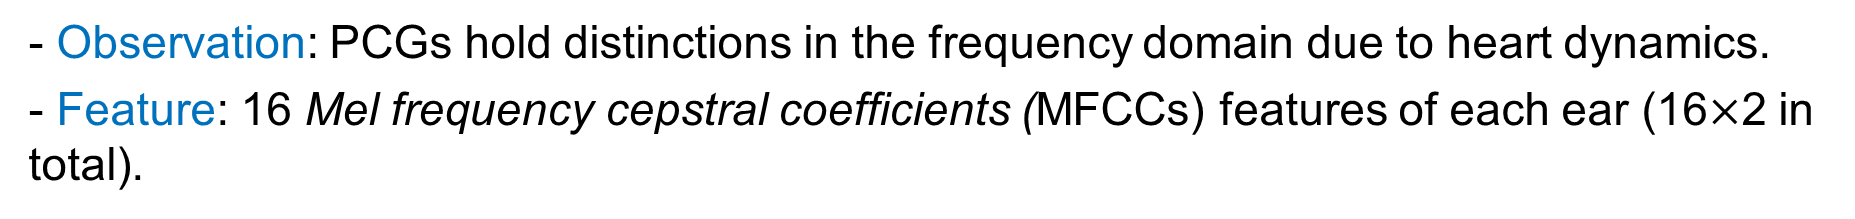 - Observation: PCGs hold distinctions in the frequency domain due to heart dynamics.
- Feature: 16 Mel frequency cepstral coefficients (MFCCs) features of each ear (16×2 in
total).